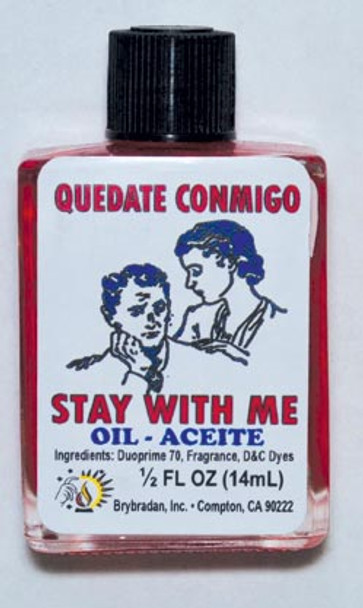 QUEDATE CONMIGO
STAY WITH ME
OIL - ACEITE
Ingredients: Duoprime 70, Fragrance, D&C Dyes
½ FL OZ (14mL)
Brybradan, Inc. • Compton, CA 90222